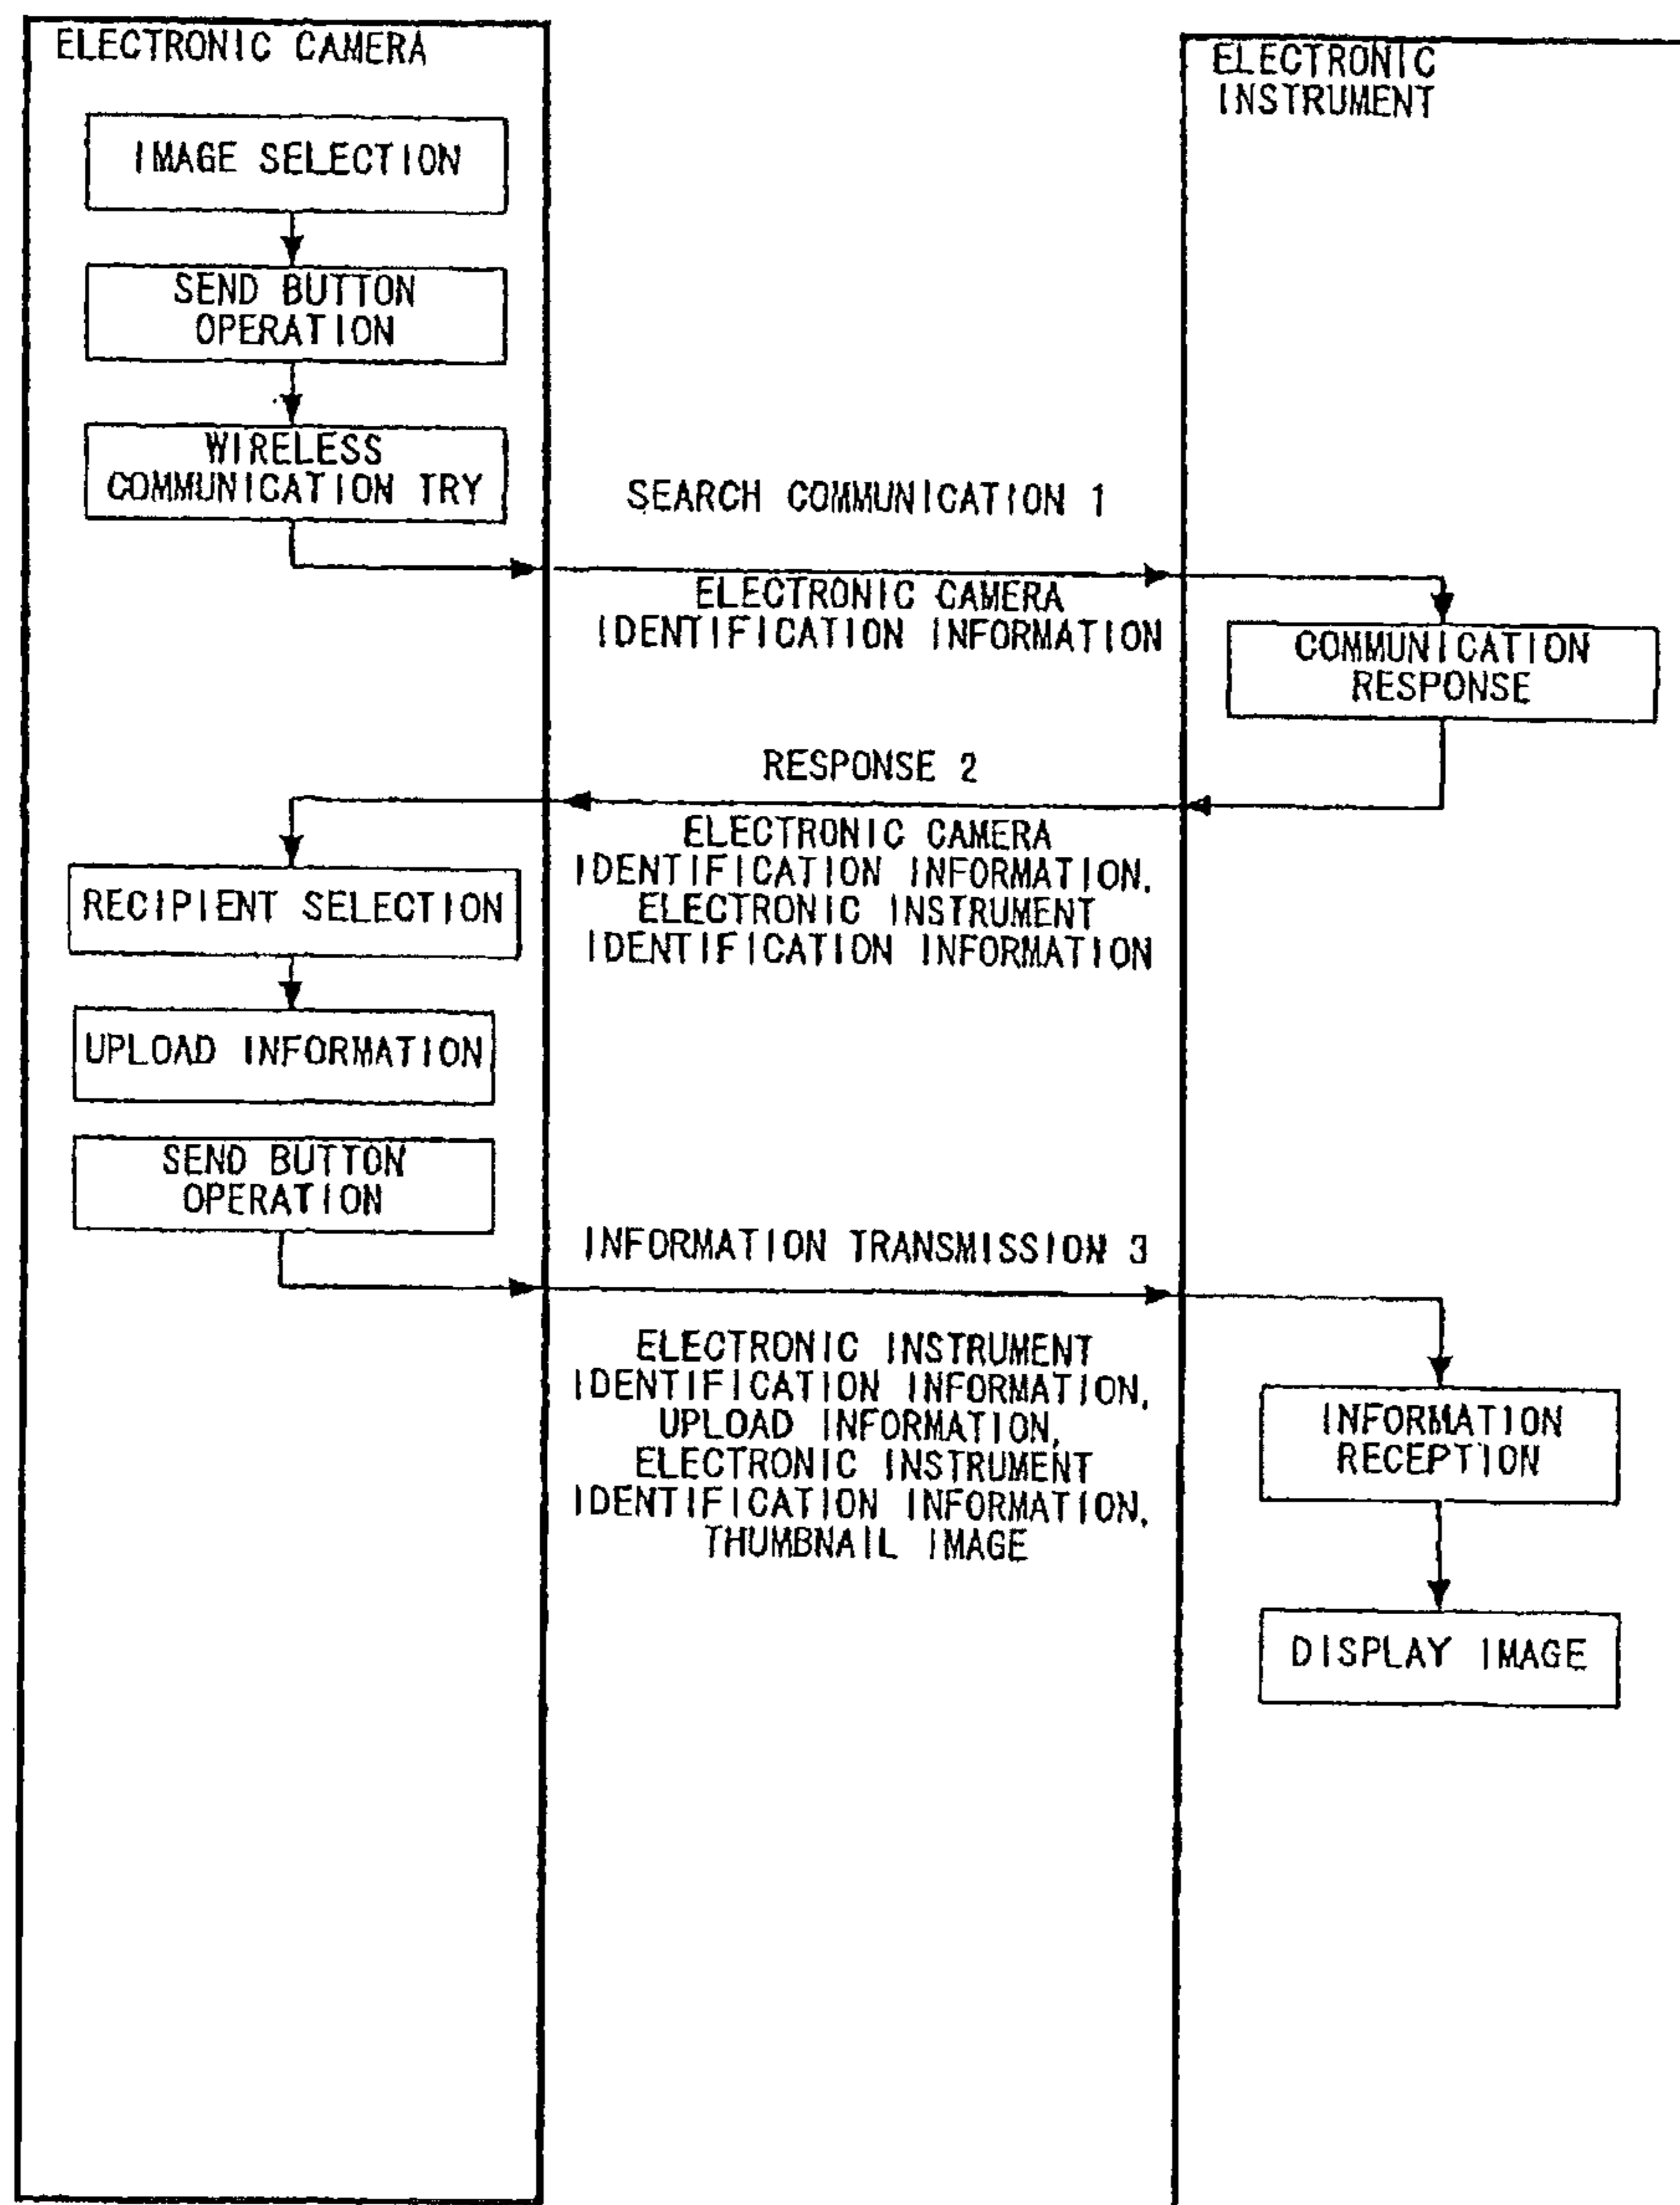 ELECTRONIC CAMERA
ELECTRONIC
INSTRUMENT
IMAGE SELECTION
SEND BUTTON
OPERATION
WIRELESS
COMMUNICATION TRY
SEARCH COMMUNICATION 1
ELECTRONIC CAMERA
IDENTIFICATION INFORMATION
COMMUNICATION
RESPONSE
RESPONSE 2
ELECTRONIC CAMERA
IDENTIFICATION INFORMATION,
ELECTRONIC INSTRUMENT
IDENTIFICATION INFORMATION
RECIPIENT SELECTION
UPLOAD INFORMATION
SEND BUTTON
OPERATION
INFORMATION TRANSMISSION 3
ELECTRONIC INSTRUMENT
IDENTIFICATION INFORMATION,
UPLOAD INFORMATION,
ELECTRONIC INSTRUMENT
IDENTIFICATION INFORMATION,
THUMBNAIL IMAGE
INFORMATION
RECEPTION
DISPLAY IMAGE